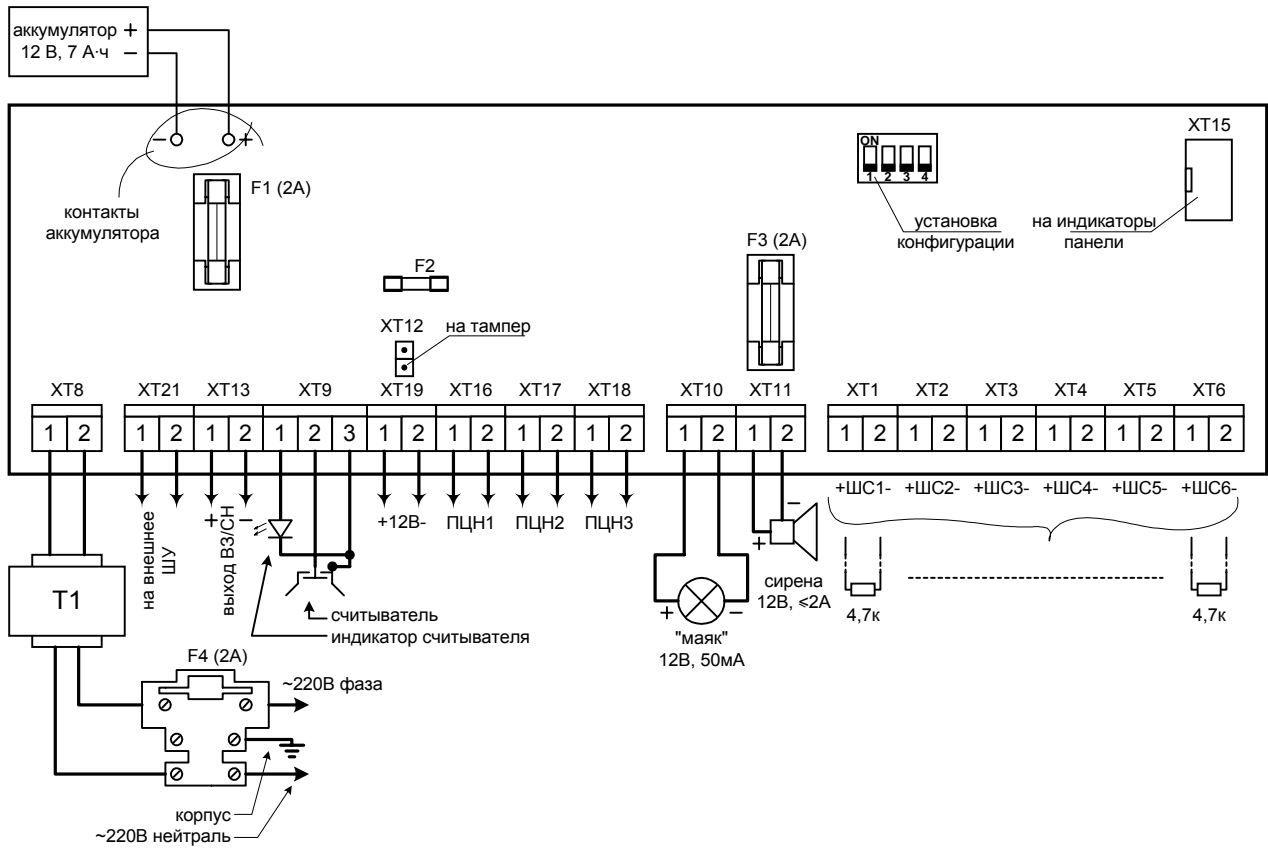 аккумулятор +
12 В, 7 А·ч −
− +
контакты
аккумулятора
F1 (2A)
F2
XT12
на тампер
F3 (2A)
ON
1 2 3 4
установка
конфигурации
на индикаторы
панели
XT15
XT8 XT21 XT13 XT9 XT19 XT16 XT17 XT18 XT10 XT11 XT1 XT2 XT3 XT4 XT5 XT6
1 2 1 2 1 2 1 2 3 1 2 1 2 1 2 1 2 1 2 1 2 1 2 1 2 1 2 1 2 1 2 1 2
на внешнее
ШУ
+ −
выход ВЗ/СН
+12В- ПЦН1 ПЦН2 ПЦН3
+ШС1- +ШС2- +ШС3- +ШС4- +ШС5- +ШС6-
считыватель
индикатор считывателя
+ −
"маяк"
12В, 50мА
−
+
сирена
12В, ⩽2А
4,7к
4,7к
T1
F4 (2A)
~220В фаза
корпус
~220В нейтраль